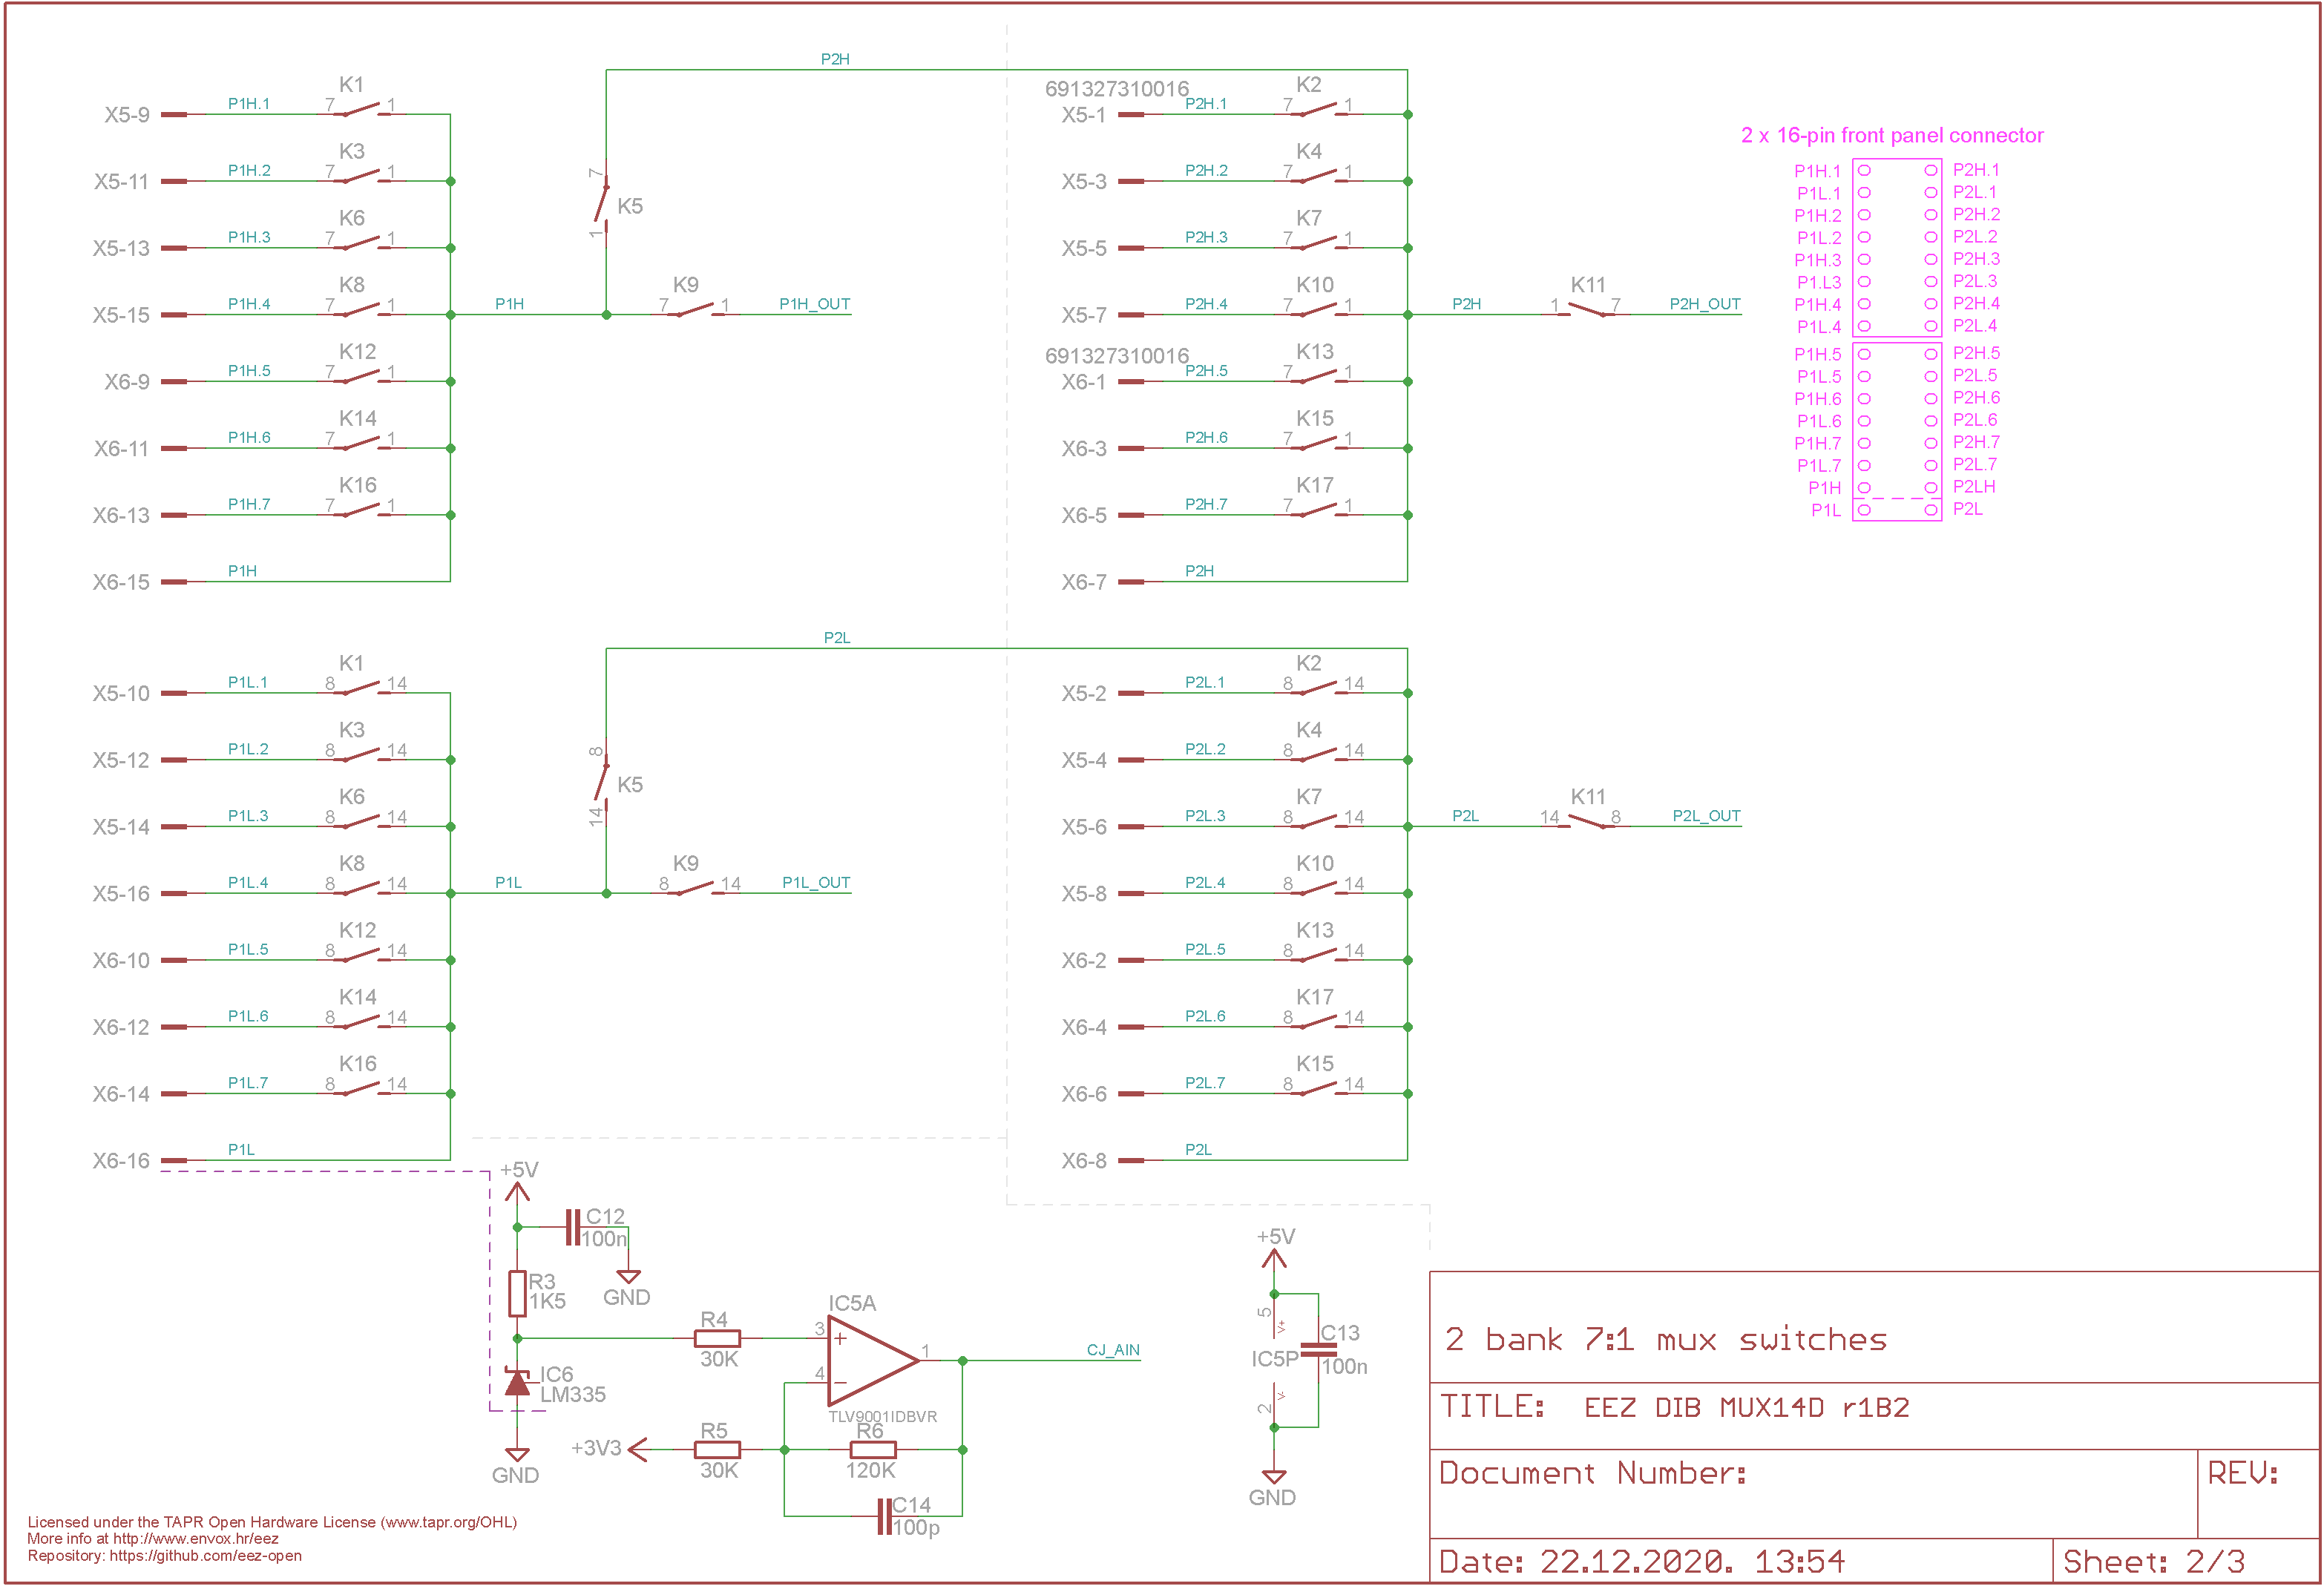 P2H
K1
X5-9 P1H.1 7 1
K3
X5-11 P1H.2 7 1
K6
X5-13 P1H.3 7 1
K8
X5-15 P1H.4 7 1
K12
X6-9 P1H.5 7 1
K14
X6-11 P1H.6 7 1
K16
X6-13 P1H.7 7 1
X6-15 P1H
7
K5
1
P1H
K9
7 1
P1H_OUT
691327310016
K2
X5-1 P2H.1 7 1
K4
X5-3 P2H.2 7 1
K7
X5-5 P2H.3 7 1
K10
X5-7 P2H.4 7 1
691327310016
K13
X6-1 P2H.5 7 1
K15
X6-3 P2H.6 7 1
K17
X6-5 P2H.7 7 1
X6-7 P2H
P2H
K11
1 7
P2H_OUT
2 x 16-pin front panel connector
P1H.1 P2H.1
P1L.1 P2L.1
P1H.2 P2H.2
P1L.2 P2L.2
P1H.3 P2H.3
P1.L3 P2L.3
P1H.4 P2H.4
P1L.4 P2L.4
P1H.5 P2H.5
P1L.5 P2L.5
P1H.6 P2H.6
P1L.6 P2L.6
P1H.7 P2H.7
P1L.7 P2L.7
P1H P2LH
P1L P2L
P2L
K1
X5-10 P1L.1 8 14
K3
X5-12 P1L.2 8 14
K6
X5-14 P1L.3 8 14
K8
X5-16 P1L.4 8 14
K12
X6-10 P1L.5 8 14
K14
X6-12 P1L.6 8 14
K16
X6-14 P1L.7 8 14
X6-16 P1L
8
K5
14
P1L
K9
8 14
P1L_OUT
K2
X5-2 P2L.1 8 14
K4
X5-4 P2L.2 8 14
K7
X5-6 P2L.3 8 14
K10
X5-8 P2L.4 8 14
K13
X6-2 P2L.5 8 14
K17
X6-4 P2L.6 8 14
K15
X6-6 P2L.7 8 14
X6-8 P2L
P2L
K11
14 8
P2L_OUT
+5V
C12
100n
GND
R3
1K5
IC6
LM335
GND
R4
30K
IC5A
3 +
4 −
1
TLV9001IDBVR
CJ_AIN
+3V3
R5
30K
R6
120K
C14
100p
+5V
5
V+
IC5P
C13
100n
V-
2
GND
2 bank 7:1 mux switches
TITLE: EEZ DIB MUX14D r1B2
Document Number:
REV:
Date: 22.12.2020. 13:54
Sheet: 2/3
Licensed under the TAPR Open Hardware License (www.tapr.org/OHL)
More info at http://www.envox.hr/eez
Repository: https://github.com/eez-open